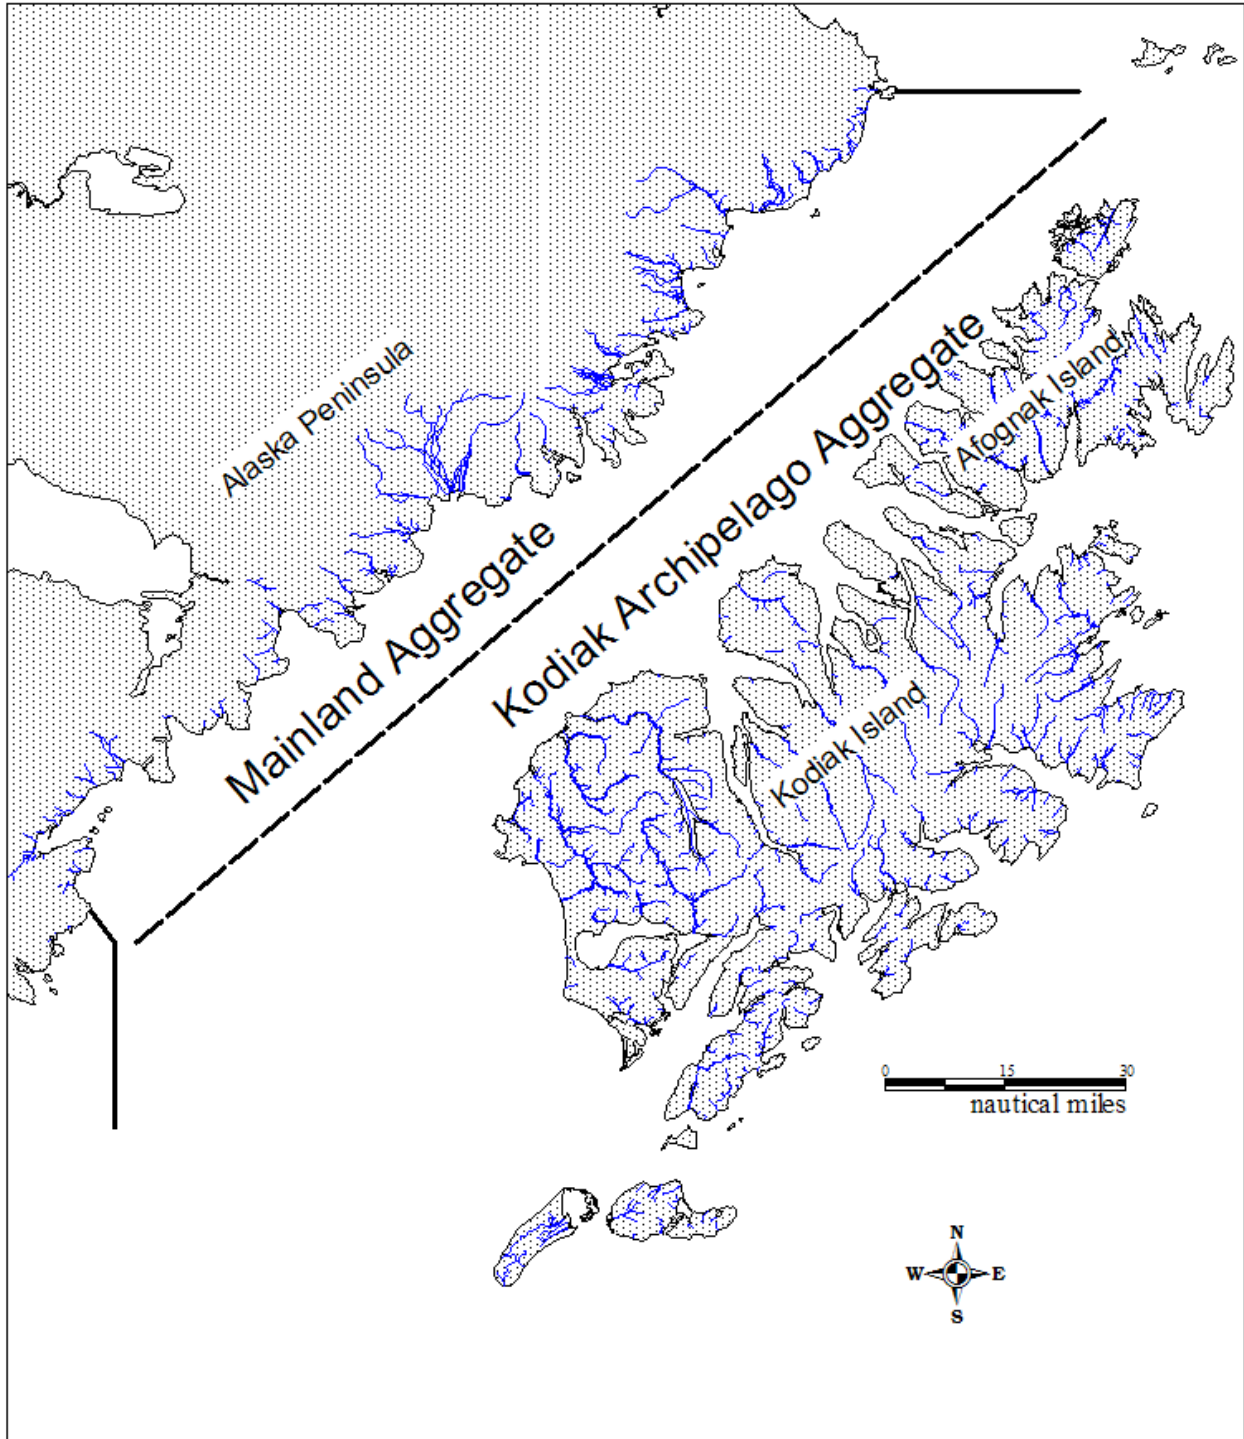 Alaska Peninsula
Mainland Aggregate
Kodiak Archipelago Aggregate
Afognak Island
Kodiak Island
0 15 30
nautical miles
N
W E
S